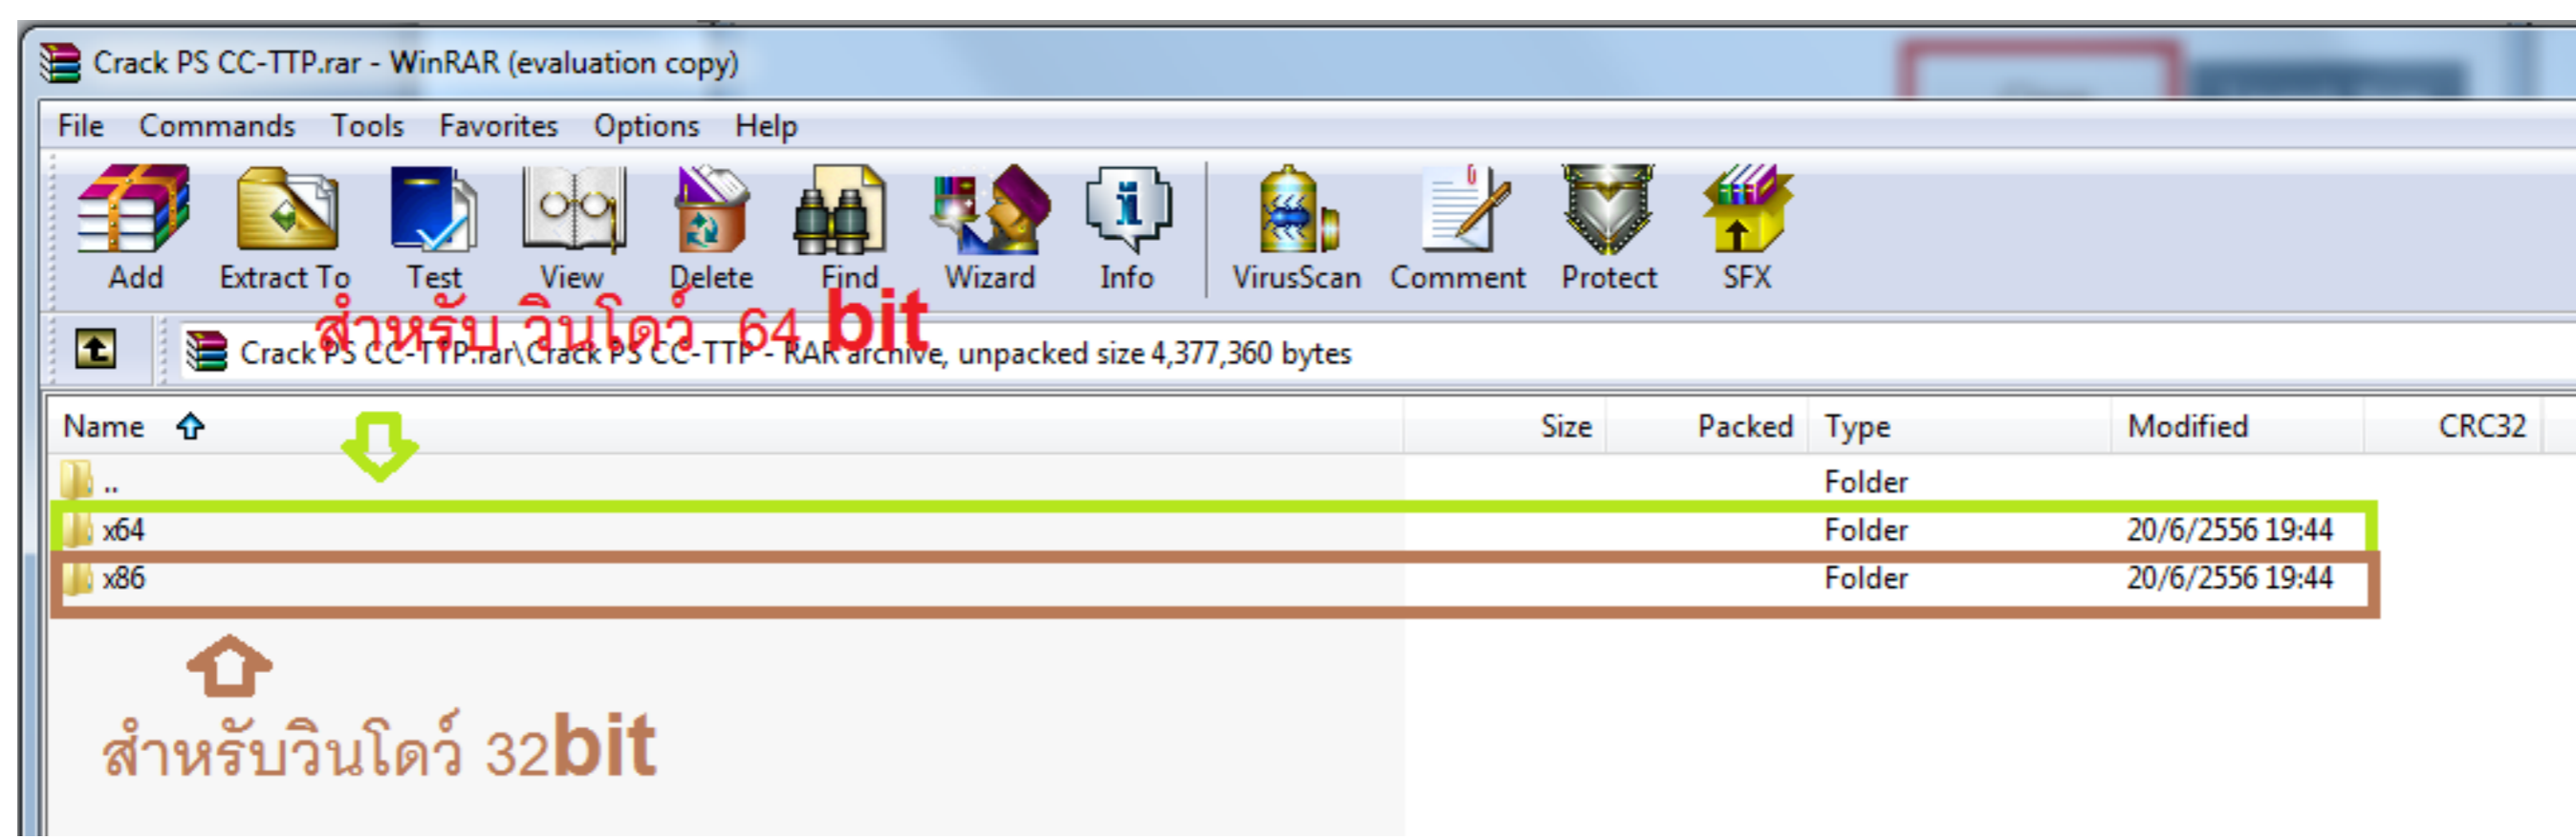 Crack PS CC-TTP.rar - WinRAR (evaluation copy)
File Commands Tools Favorites Options Help
Add Extract To Test View Delete Find Wizard Info VirusScan Comment Protect SFX
สำหรับ วินโดว์ 64 bit
Crack PS CC-TTP.rar\Crack PS CC-TTP - RAR archive, unpacked size 4,377,360 bytes
Name Size Packed Type Modified CRC32
.. Folder
x64 Folder 20/6/2556 19:44
x86 Folder 20/6/2556 19:44
สำหรับวินโดว์ 32bit